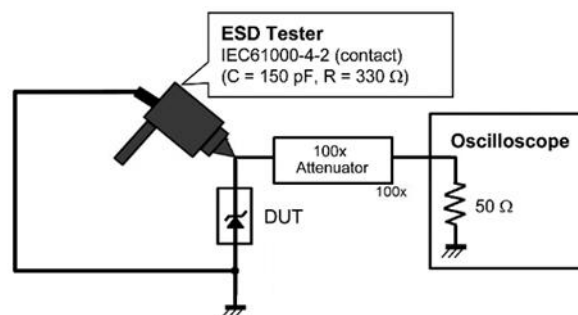 ESD Tester
IEC61000-4-2 (contact)
(C = 150 pF, R = 330 Ω)
Oscilloscope
100x
Attenuator
100x
50 Ω
DUT